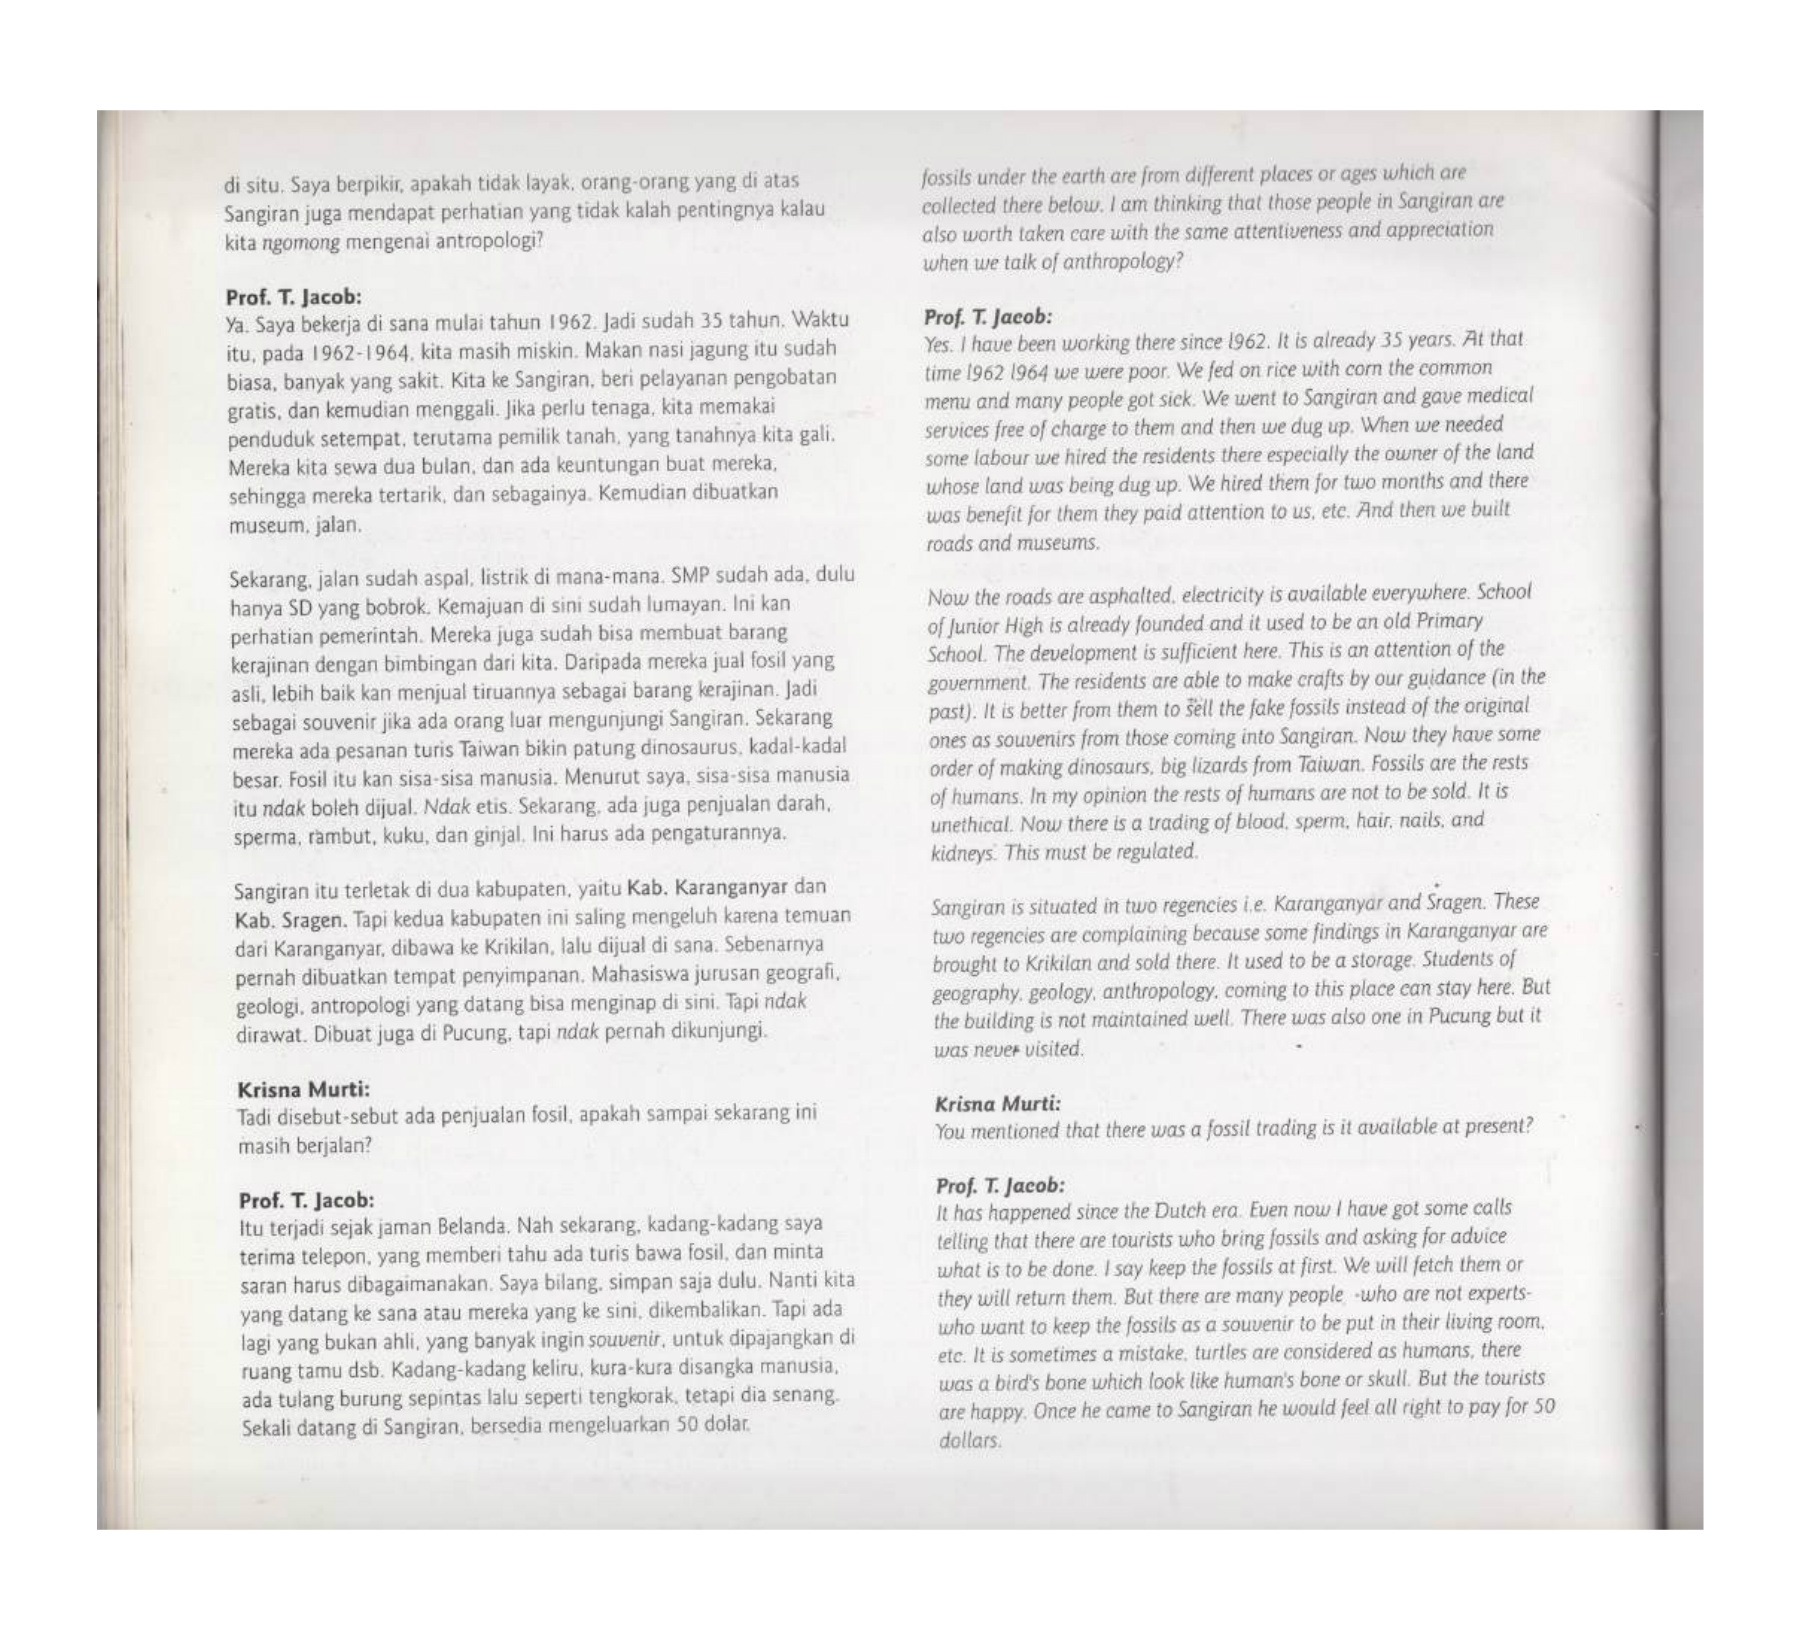 di situ. Saya berpikir, apakah tidak layak, orang-orang yang di atas
Sangiran juga mendapat perhatian yang tidak kalah pentingnya kalau
kita ngomong mengenai antropologi?
Prof. T. Jacob:
Ya. Saya bekerja di sana mulai tahun 1962. Jadi sudah 35 tahun. Waktu
itu, pada 1962-1964, kita masih miskin. Makan nasi jagung itu sudah
biasa, banyak yang sakit. Kita ke Sangiran, beri pelayanan pengobatan
gratis, dan kemudian menggali. Jika perlu tenaga, kita memakai
penduduk setempat, terutama pemilik tanah, yang tanahnya kita gali.
Mereka kita sewa dua bulan, dan ada keuntungan buat mereka,
sehingga mereka tertarik, dan sebagainya. Kemudian dibuatkan
museum, jalan.
Sekarang, jalan sudah aspal, listrik di mana-mana. SMP sudah ada, dulu
hanya SD yang bobrok. Kemajuan di sini sudah lumayan. Ini kan
perhatian pemerintah. Mereka juga sudah bisa membuat barang
kerajinan dengan bimbingan dari kita. Daripada mereka jual fosil yang
asli, lebih baik kan menjual tiruannya sebagai barang kerajinan. Jadi
sebagai souvenir jika ada orang luar mengunjungi Sangiran. Sekarang
mereka ada pesanan turis Taiwan bikin patung dinosaurus, kadal-kadal
besar. Fosil itu kan sisa-sisa manusia. Menurut saya, sisa-sisa manusia
itu ndak boleh dijual. Ndak etis. Sekarang, ada juga penjualan darah,
sperma, rambut, kuku, dan ginjal. Ini harus ada pengaturannya.
Sangiran itu terletak di dua kabupaten, yaitu Kab. Karanganyar dan
Kab. Sragen. Tapi kedua kabupaten ini saling mengeluh karena temuan
dari Karanganyar, dibawa ke Krikilan, lalu dijual di sana. Sebenarnya
pernah dibuatkan tempat penyimpanan. Mahasiswa jurusan geografi,
geologi, antropologi yang datang bisa menginap di sini. Tapi ndak
dirawat. Dibuat juga di Pucung, tapi ndak pernah dikunjungi.
Krisna Murti:
Tadi disebut-sebut ada penjualan fosil, apakah sampai sekarang ini
masih berjalan?
Prof. T. Jacob:
Itu terjadi sejak jaman Belanda. Nah sekarang, kadang-kadang saya
terima telepon, yang memberi tahu ada turis bawa fosil, dan minta
saran harus dibagaimanakan. Saya bilang, simpan saja dulu. Nanti kita
yang datang ke sana atau mereka yang ke sini, dikembalikan. Tapi ada
lagi yang bukan ahli, yang banyak ingin souvenir, untuk dipajangkan di
ruang tamu dsb. Kadang-kadang keliru, kura-kura disangka manusia,
ada tulang burung sepintas lalu seperti tengkorak, tetapi dia senang.
Sekali datang di Sangiran, bersedia mengeluarkan 50 dolar.
fossils under the earth are from different places or ages which are
collected there below. I am thinking that those people in Sangiran are
also worth taken care with the same attentiveness and appreciation
when we talk of anthropology?
Prof. T. Jacob:
Yes. I have been working there since 1962. It is already 35 years. At that
time 1962 1964 we were poor. We fed on rice with corn the common
menu and many people got sick. We went to Sangiran and gave medical
services free of charge to them and then we dug up. When we needed
some labour we hired the residents there especially the owner of the land
whose land was being dug up. We hired them for two months and there
was benefit for them they paid attention to us, etc. And then we built
roads and museums.
Now the roads are asphalted, electricity is available everywhere. School
of Junior High is already founded and it used to be an old Primary
School. The development is sufficient here. This is an attention of the
government. The residents are able to make crafts by our guidance (in the
past). It is better from them to sell the fake fossils instead of the original
ones as souvenirs from those coming into Sangiran. Now they have some
order of making dinosaurs, big lizards from Taiwan. Fossils are the rests
of humans. In my opinion the rests of humans are not to be sold. It is
unethical. Now there is a trading of blood, sperm, hair, nails, and
kidneys. This must be regulated.
Sangiran is situated in two regencies i.e. Karanganyar and Sragen. These
two regencies are complaining because some findings in Karanganyar are
brought to Krikilan and sold there. It used to be a storage. Students of
geography, geology, anthropology, coming to this place can stay here. But
the building is not maintained well. There was also one in Pucung but it
was never visited.
Krisna Murti:
You mentioned that there was a fossil trading is it available at present?
Prof. T. Jacob:
It has happened since the Dutch era. Even now I have got some calls
telling that there are tourists who bring fossils and asking for advice
what is to be done. I say keep the fossils at first. We will fetch them or
they will return them. But there are many people -who are not experts-
who want to keep the fossils as a souvenir to be put in their living room,
etc. It is sometimes a mistake, turtles are considered as humans, there
was a bird's bone which look like human's bone or skull. But the tourists
are happy. Once he came to Sangiran he would feel all right to pay for 50
dollars.